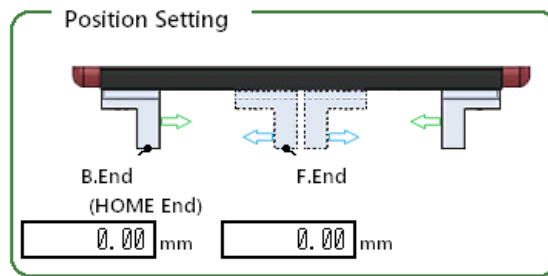 Position Setting
B.End F.End
(HOME End)
0.00 mm 0.00 mm